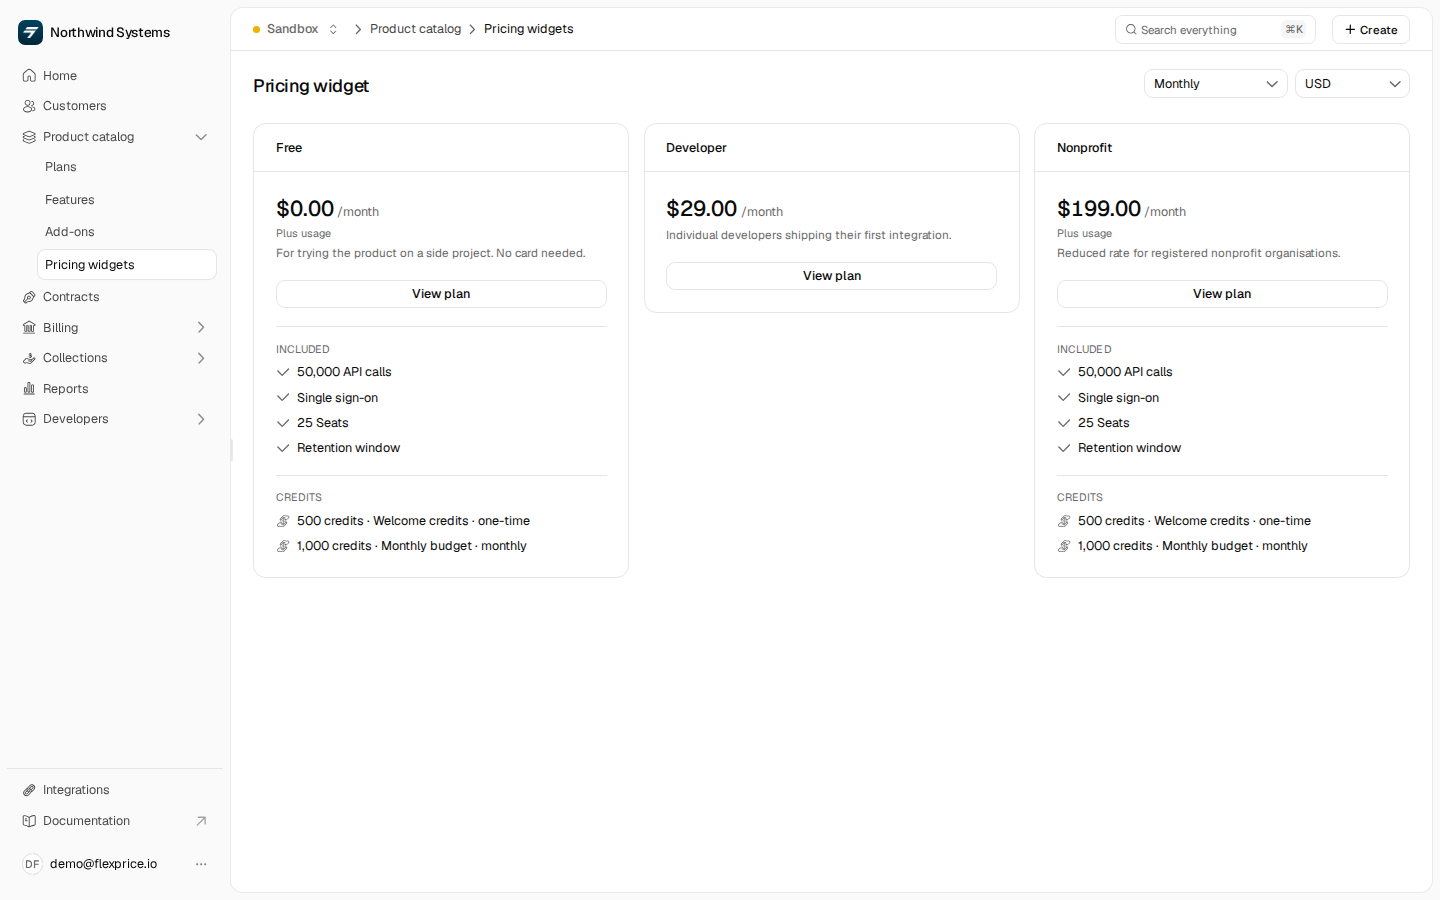 Northwind Systems
Home
Customers
Product catalog
Plans
Features
Add-ons
Pricing widgets
Contracts
Billing
Collections
Reports
Developers
Integrations
Documentation
DF demo@flexprice.io
Sandbox
Product catalog
Pricing widgets
Search everything ⌘K
Create
Pricing widget
Monthly
USD
Free
$0.00 /month
Plus usage
For trying the product on a side project. No card needed.
View plan
INCLUDED
50,000 API calls
Single sign-on
25 Seats
Retention window
CREDITS
500 credits · Welcome credits · one-time
1,000 credits · Monthly budget · monthly
Developer
$29.00 /month
Individual developers shipping their first integration.
View plan
Nonprofit
$199.00 /month
Plus usage
Reduced rate for registered nonprofit organisations.
View plan
INCLUDED
50,000 API calls
Single sign-on
25 Seats
Retention window
CREDITS
500 credits · Welcome credits · one-time
1,000 credits · Monthly budget · monthly